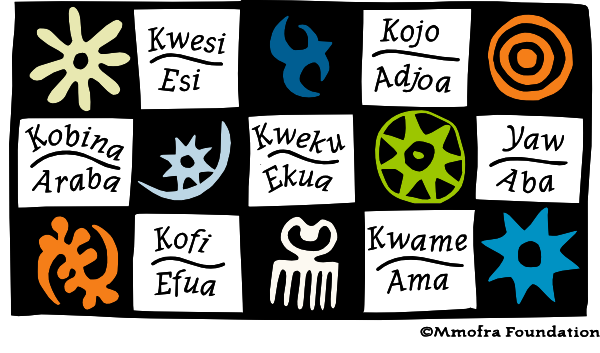 Kwesi
Esi
Kojo
Adjoa
Kobina
Araba
Kweku
Ekua
Yaw
Aba
Kofi
Efua
Kwame
Ama
©Mmofra Foundation